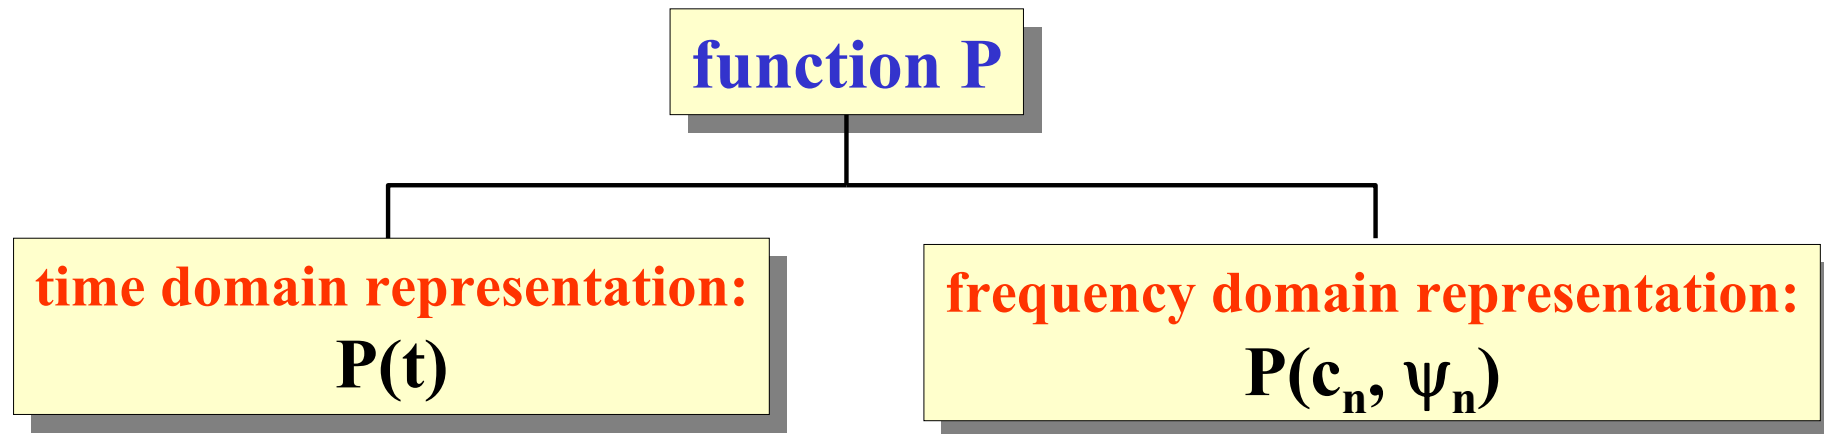 function P
time domain representation:
P(t)
frequency domain representation:
P(cₙ, ψₙ)